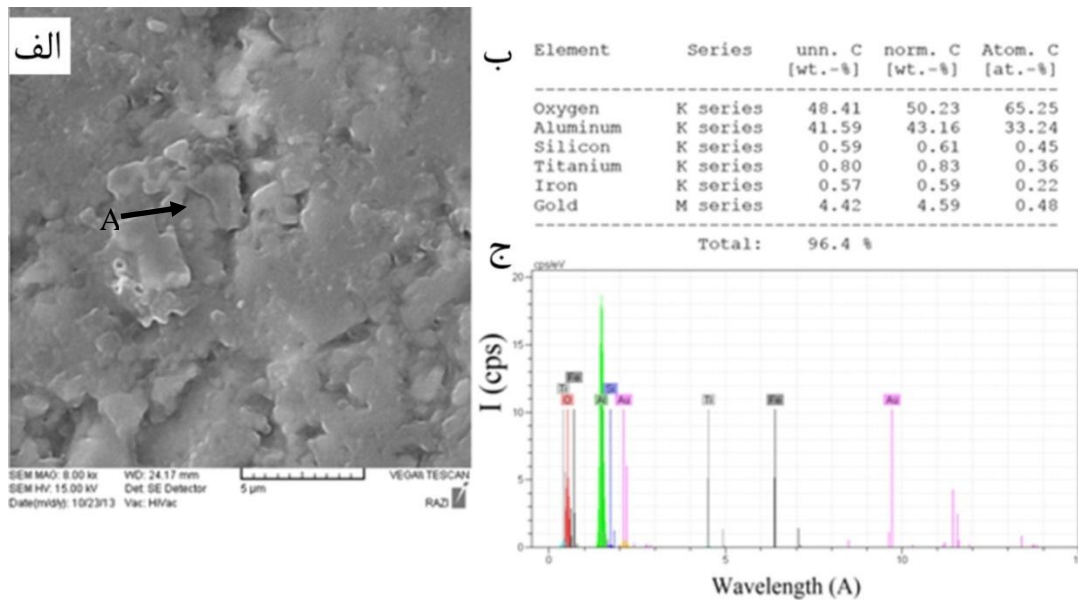 الف
A
SEM MAG: 8.00 kx WD: 24.17 mm VEGA\\ TESCAN
SEM HV: 15.00 kV Det: SE Detector 5 µm
Date(m/d/y): 10/23/13 Vac: HiVac RAZI
ب
Element Series unn. C norm. C Atom. C
[wt.-%] [wt.-%] [at.-%]
Oxygen K series 48.41 50.23 65.25
Aluminum K series 41.59 43.16 33.24
Silicon K series 0.59 0.61 0.45
Titanium K series 0.80 0.83 0.36
Iron K series 0.57 0.59 0.22
Gold M series 4.42 4.59 0.48
Total: 96.4 %
ج
cps/eV
20
15
10
5
0
I (cps)
Ti Fe
O Al Si Au Ti Fe Au
0 5 10 1
Wavelength (A)